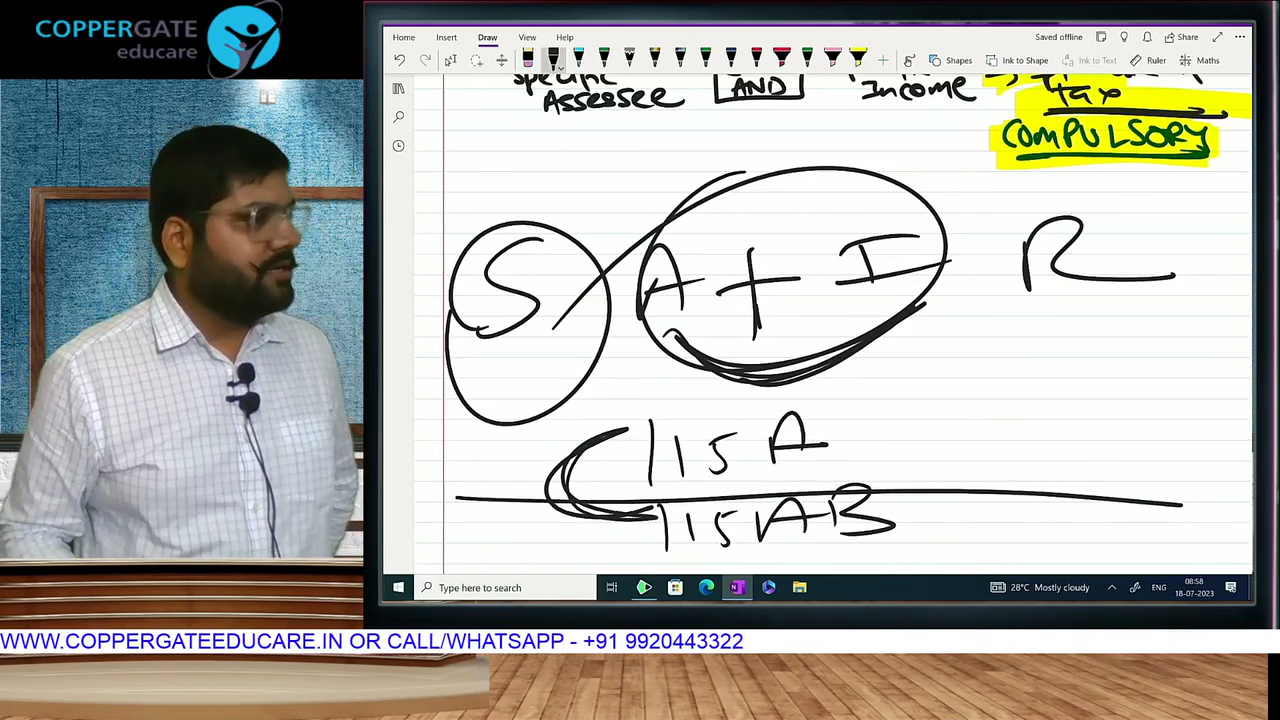 COPPERGATE
educare
Home Insert Draw View Help
Saved offline
Share
Shapes
Ink to Shape
Ink to Text
Ruler
Maths
Specific
Assessee
AND
Income
tax
COMPULSORY
S A + I R
115 A
115 AB
Type here to search
28°C Mostly cloudy
ENG
08:58
18-07-2023
WWW.COPPERGATEEDUCARE.IN OR CALL/WHATSAPP - +91 9920443322